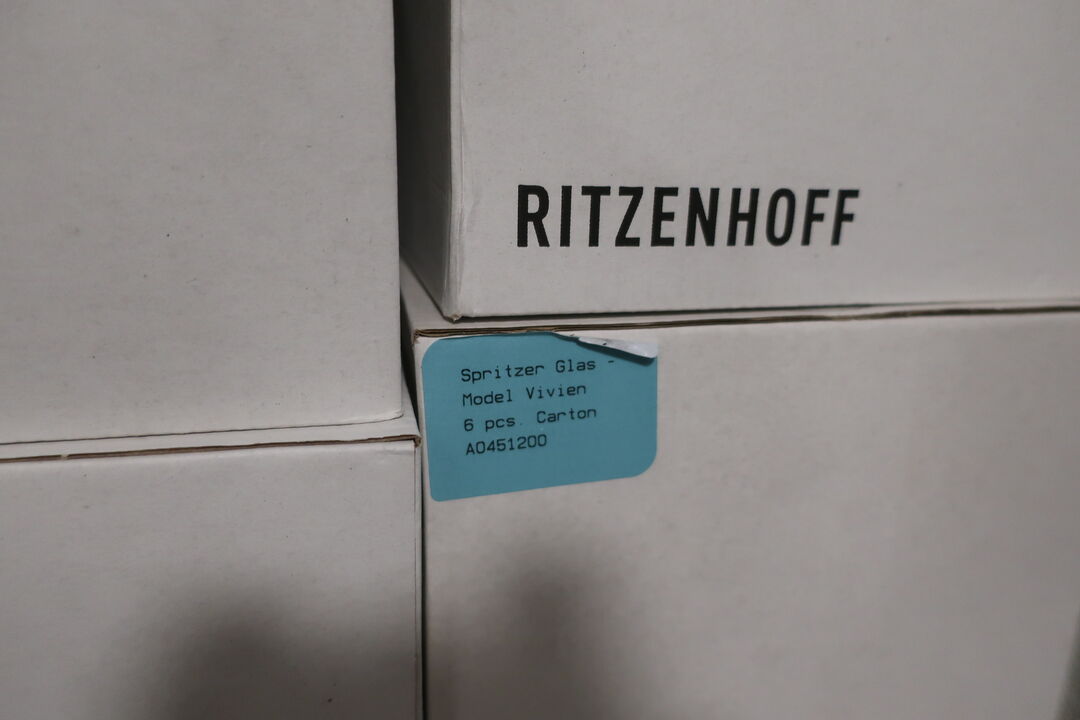 RITZENHOFF
Spritzer Glas -
Model Vivien
6 pcs. Carton
A0451200